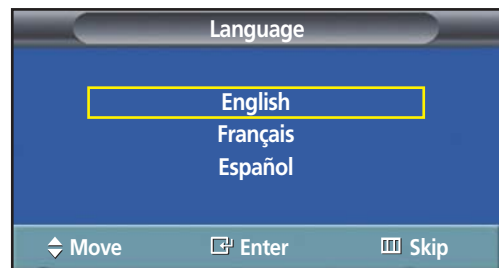 Language
English
Français
Español
Move Enter Skip